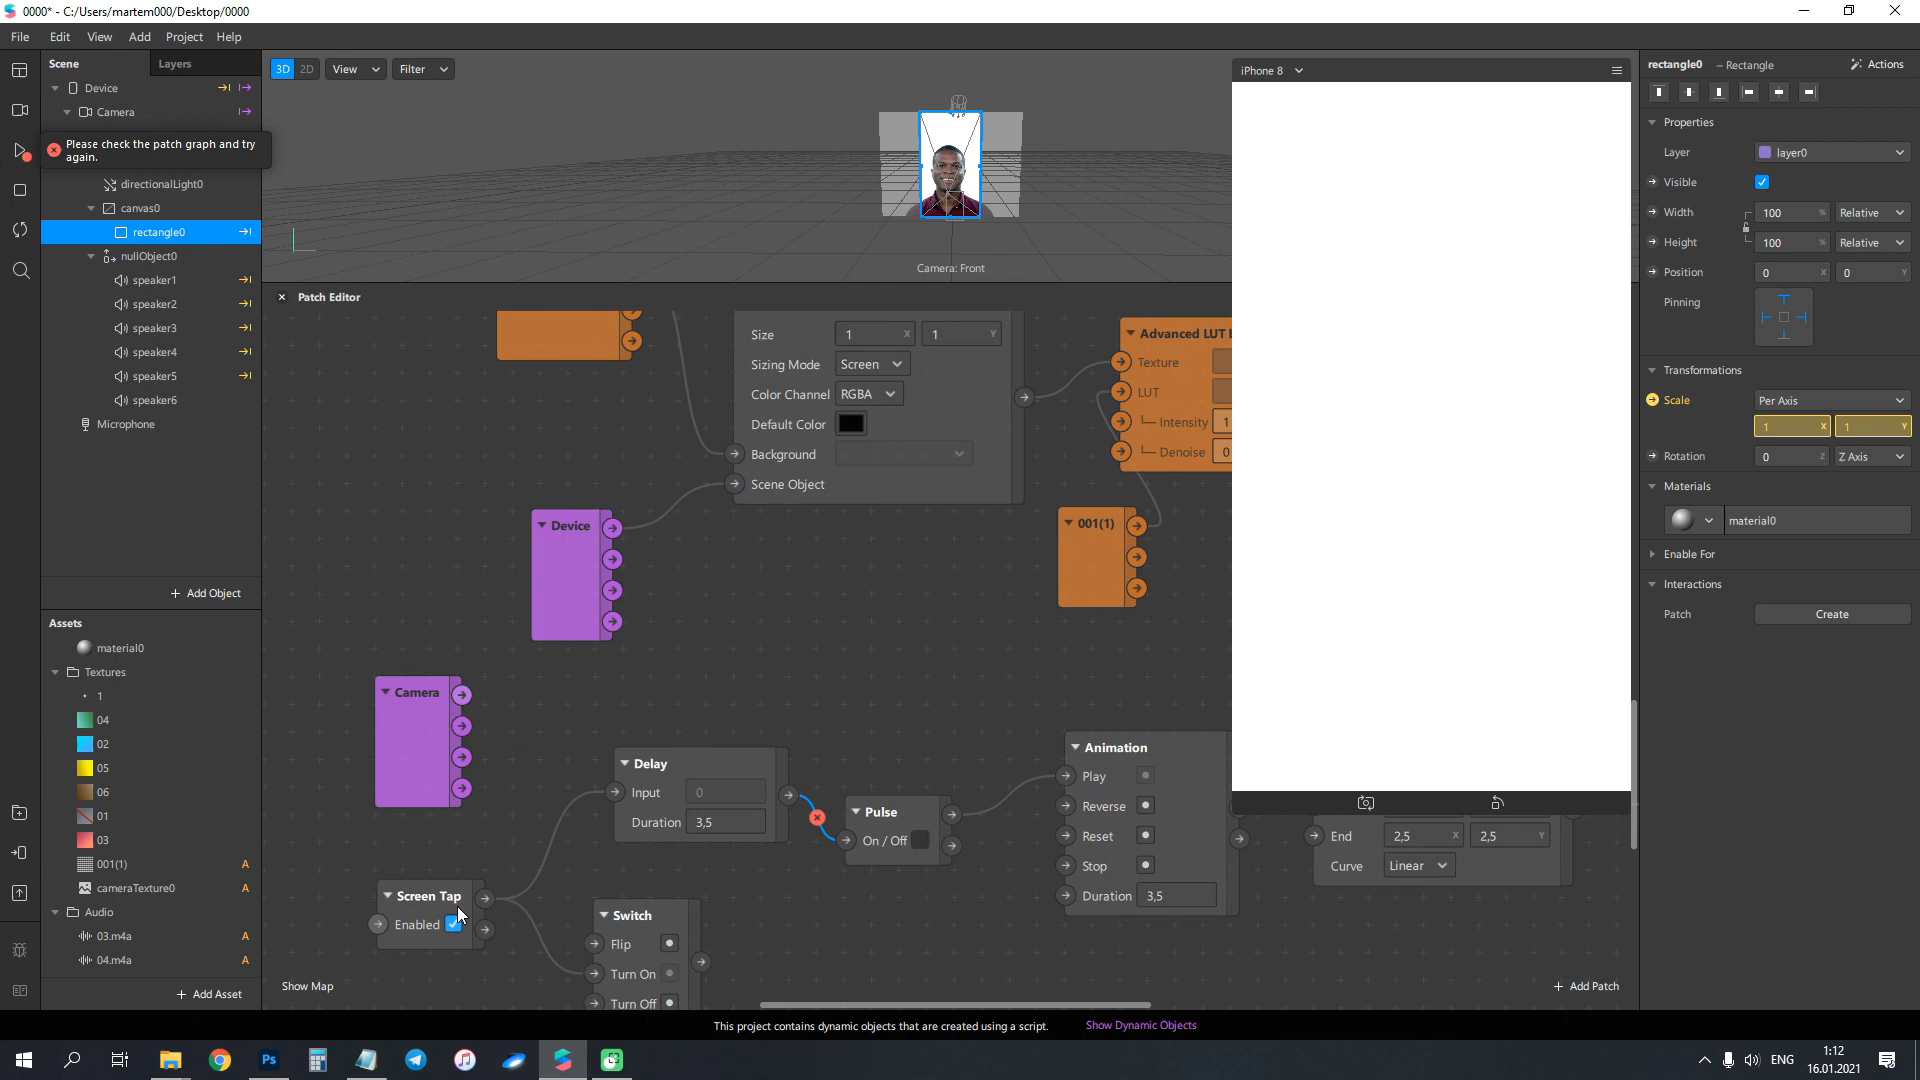 0000* - C:/Users/martem000/Desktop/0000
File Edit View Add Project Help
Scene
Layers
Device
Camera
Please check the patch graph and try
again.
directionalLight0
canvas0
rectangle0
nullObject0
speaker1
speaker2
speaker3
speaker4
speaker5
speaker6
Microphone
+ Add Object
Assets
material0
Textures
1
04
02
05
06
01
03
001(1) A
cameraTexture0 A
Audio
03.m4a A
04.m4a A
+ Add Asset
3D 2D View Filter
Camera: Front
Patch Editor
Size 1 X 1 Y
Sizing Mode Screen
Color Channel RGBA
Default Color
Background
Scene Object
Device
Camera
Advanced LUT
Texture
LUT
Intensity 1
Denoise 0
001(1)
Delay
Input 0
Duration 3,5
Pulse
On / Off
Animation
Play
Reverse
Reset
Stop
Duration 3,5
Screen Tap
Enabled
Switch
Flip
Turn On
Turn Off
End 2,5 X 2,5 Y
Curve Linear
Show Map
+ Add Patch
iPhone 8
rectangle0 – Rectangle Actions
Properties
Layer layer0
Visible
Width 100 % Relative
Height 100 % Relative
Position 0 X 0 Y
Pinning
Transformations
Scale Per Axis
1 X 1 Y
Rotation 0 Z Z Axis
Materials
material0
Enable For
Interactions
Patch Create
This project contains dynamic objects that are created using a script. Show Dynamic Objects
Ps
ENG
1:12
16.01.2021